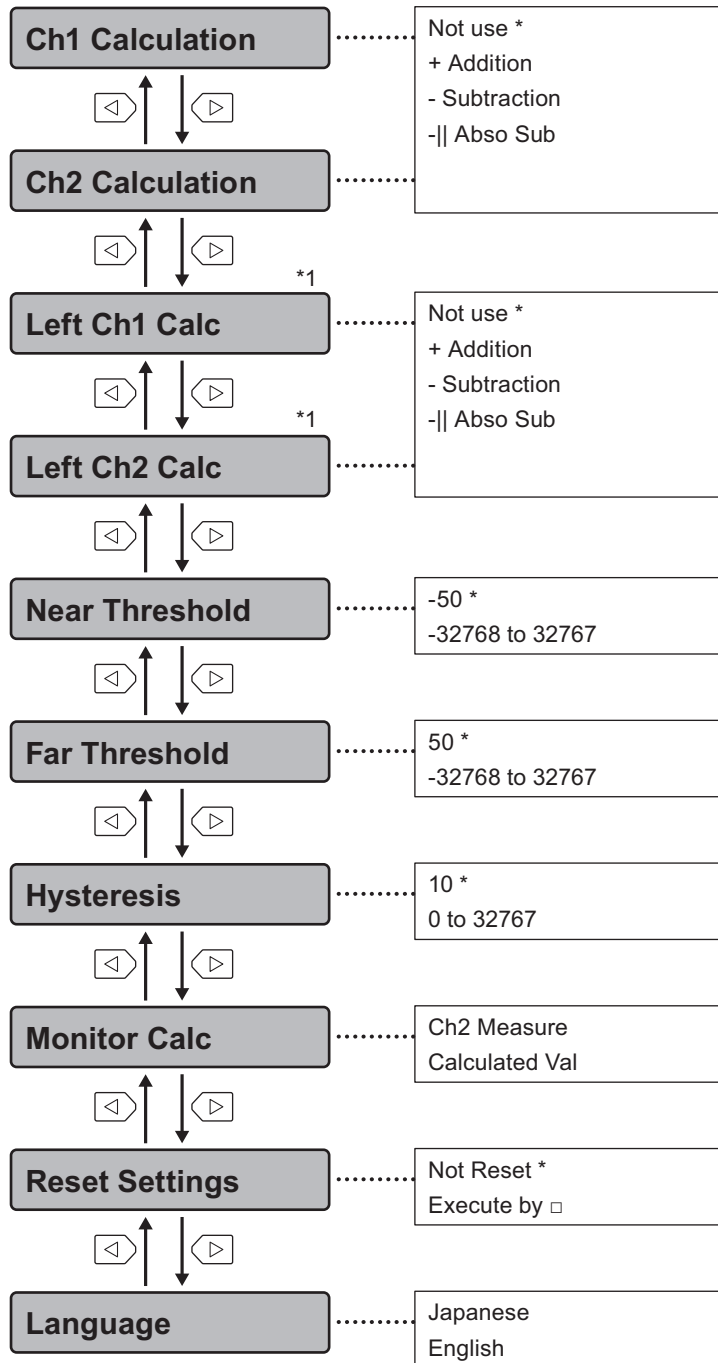 Ch1 Calculation
Not use *
+ Addition
- Subtraction
-|| Abso Sub
Ch2 Calculation
*1
Left Ch1 Calc
Not use *
+ Addition
- Subtraction
-|| Abso Sub
*1
Left Ch2 Calc
Near Threshold
-50 *
-32768 to 32767
Far Threshold
50 *
-32768 to 32767
Hysteresis
10 *
0 to 32767
Monitor Calc
Ch2 Measure
Calculated Val
Reset Settings
Not Reset *
Execute by □
Language
Japanese
English